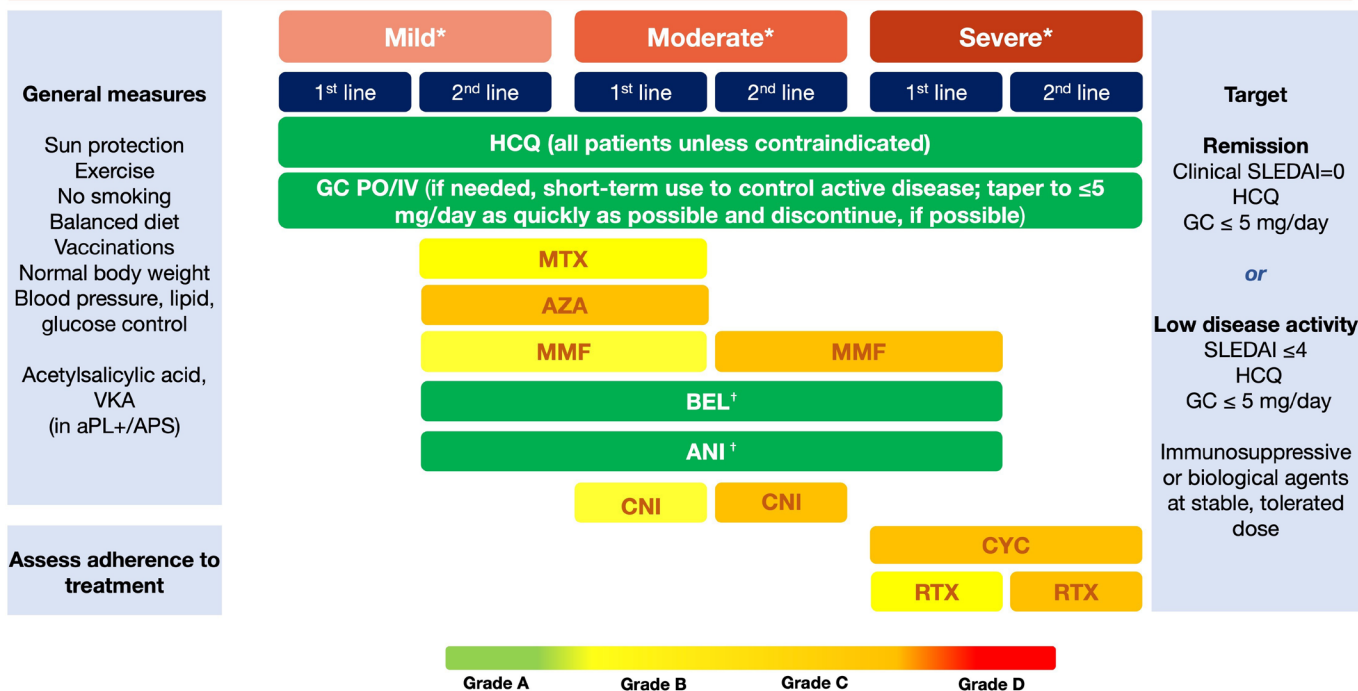 Mild*
Moderate*
Severe*
1st line
2nd line
1st line
2nd line
1st line
2nd line
General measures
Sun protection
Exercise
No smoking
Balanced diet
Vaccinations
Normal body weight
Blood pressure, lipid,
glucose control
Acetylsalicylic acid,
VKA
(in aPL+/APS)
Assess adherence to
treatment
HCQ (all patients unless contraindicated)
GC PO/IV (if needed, short-term use to control active disease; taper to ≤5
mg/day as quickly as possible and discontinue, if possible)
MTX
AZA
MMF
MMF
BEL†
ANI †
CNI
CNI
CYC
RTX
RTX
Target
Remission
Clinical SLEDAI=0
HCQ
GC ≤ 5 mg/day
or
Low disease activity
SLEDAI ≤4
HCQ
GC ≤ 5 mg/day
Immunosuppressive
or biological agents
at stable, tolerated
dose
Grade A
Grade B
Grade C
Grade D